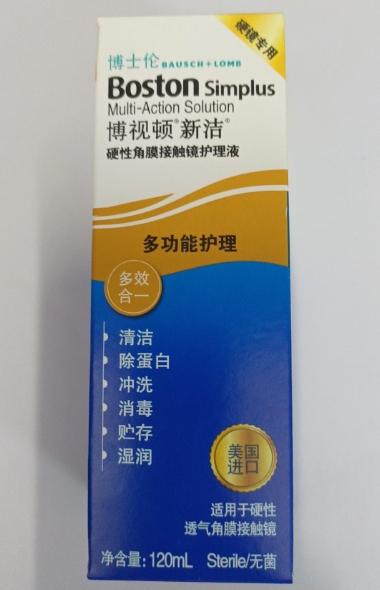 硬镜专用
博士伦 BAUSCH + LOMB
Boston Simplus
Multi-Action Solution
博视顿® 新洁®
硬性角膜接触镜护理液
多功能护理
多效
合一
清洁
除蛋白
冲洗
消毒
贮存
湿润
美国
进口
适用于硬性
透气角膜接触镜
净含量: 120mL Sterile/无菌